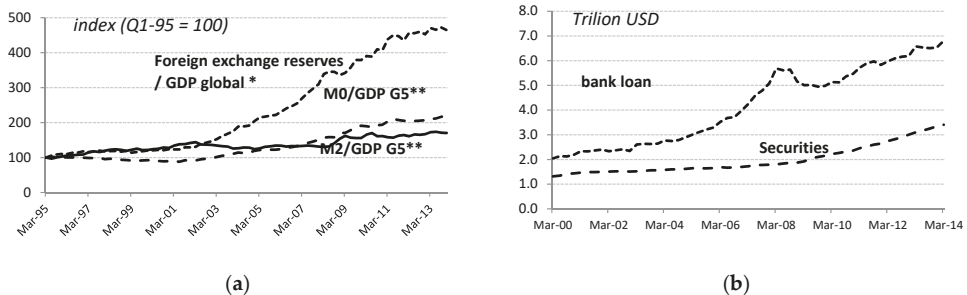 index (Q1-95 = 100)
500
400
300
200
100
0
Foreign exchange reserves
/ GDP global *
M0/GDP G5**
M2/GDP G5**
Mar-95
Mar-97
Mar-99
Mar-01
Mar-03
Mar-05
Mar-07
Mar-09
Mar-11
Mar-13
(a)
Trilion USD
8.0
7.0
6.0
5.0
4.0
3.0
2.0
1.0
0.0
bank loan
Securities
Mar-00
Mar-02
Mar-04
Mar-06
Mar-08
Mar-10
Mar-12
Mar-14
(b)